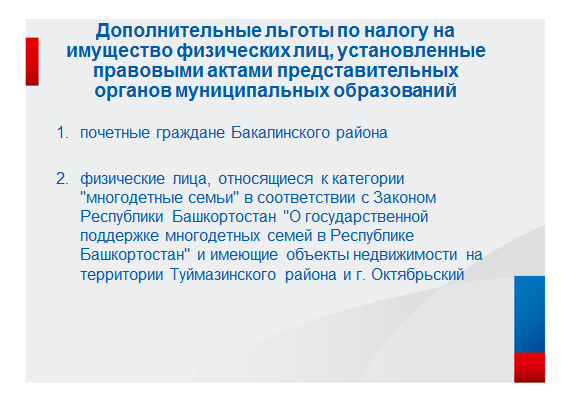 Дополнительные льготы по налогу на
имущество физических лиц, установленные
правовыми актами представительных
органов муниципальных образований
1. почетные граждане Бакалинского района
2. физические лица, относящиеся к категории
"многодетные семьи" в соответствии с Законом
Республики Башкортостан "О государственной
поддержке многодетных семей в Республике
Башкортостан" и имеющие объекты недвижимости на
территории Туймазинского района и г. Октябрьский